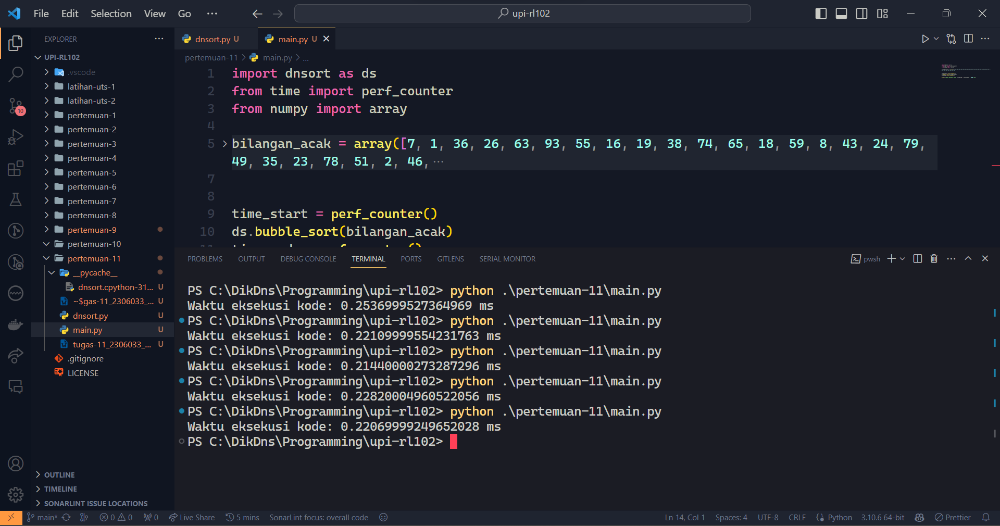 File Edit Selection View Go ··· upi-rl102
EXPLORER ···
UPI-RL102
.vscode
latihan-uts-1
latihan-uts-2
pertemuan-1
pertemuan-2
pertemuan-3
pertemuan-4
pertemuan-5
pertemuan-6
pertemuan-7
pertemuan-8
pertemuan-9
pertemuan-10
pertemuan-11
__pycache__
dnsort.cpython-31... U
~$gas-11_2306033_... U
dnsort.py U
main.py U
tugas-11_2306033_... U
.gitignore
LICENSE
OUTLINE
TIMELINE
SONARLINT ISSUE LOCATIONS
10
dnsort.py U main.py U
pertemuan-11 > main.py > ...
1 import dnsort as ds
2 from time import perf_counter
3 from numpy import array
4
5 bilangan_acak = array([7, 1, 36, 26, 63, 93, 55, 16, 19, 38, 74, 65, 18, 59, 8, 43, 24, 79,
49, 35, 23, 78, 51, 2, 46,···
7
8
9 time_start = perf_counter()
10 ds.bubble_sort(bilangan_acak)
PROBLEMS OUTPUT DEBUG CONSOLE TERMINAL PORTS GITLENS SERIAL MONITOR pwsh
PS C:\DikDns\Programming\upi-rl102> python .\pertemuan-11\main.py
Waktu eksekusi kode: 0.2536999527364969 ms
PS C:\DikDns\Programming\upi-rl102> python .\pertemuan-11\main.py
Waktu eksekusi kode: 0.22109999554231763 ms
PS C:\DikDns\Programming\upi-rl102> python .\pertemuan-11\main.py
Waktu eksekusi kode: 0.21440000273287296 ms
PS C:\DikDns\Programming\upi-rl102> python .\pertemuan-11\main.py
Waktu eksekusi kode: 0.22820004960522056 ms
PS C:\DikDns\Programming\upi-rl102> python .\pertemuan-11\main.py
Waktu eksekusi kode: 0.22069999249652028 ms
PS C:\DikDns\Programming\upi-rl102>
main* 0 0 0 Live Share 5 mins SonarLint focus: overall code Ln 14, Col 1 Spaces: 4 UTF-8 CRLF Python 3.10.6 64-bit Prettier